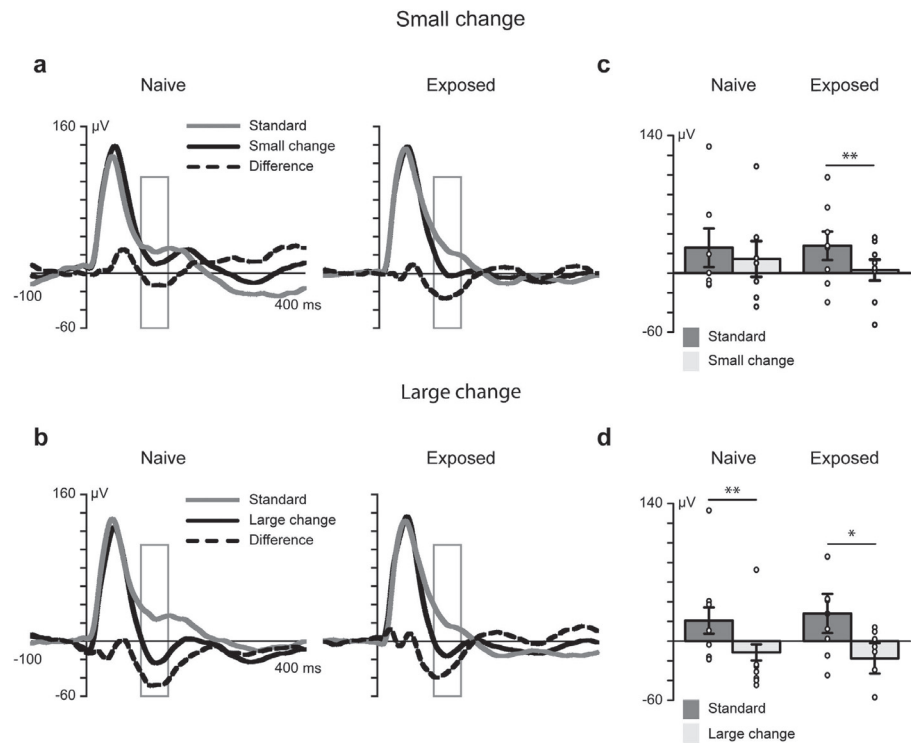 Small change
a
Naive
Exposed
160
µV
Standard
Small change
Difference
-100
400 ms
-60
c
Naive
Exposed
140
µV
**
-60
Standard
Small change
Large change
b
Naive
Exposed
160
µV
Standard
Large change
Difference
-100
400 ms
-60
d
Naive
Exposed
140
µV
**
*
-60
Standard
Large change